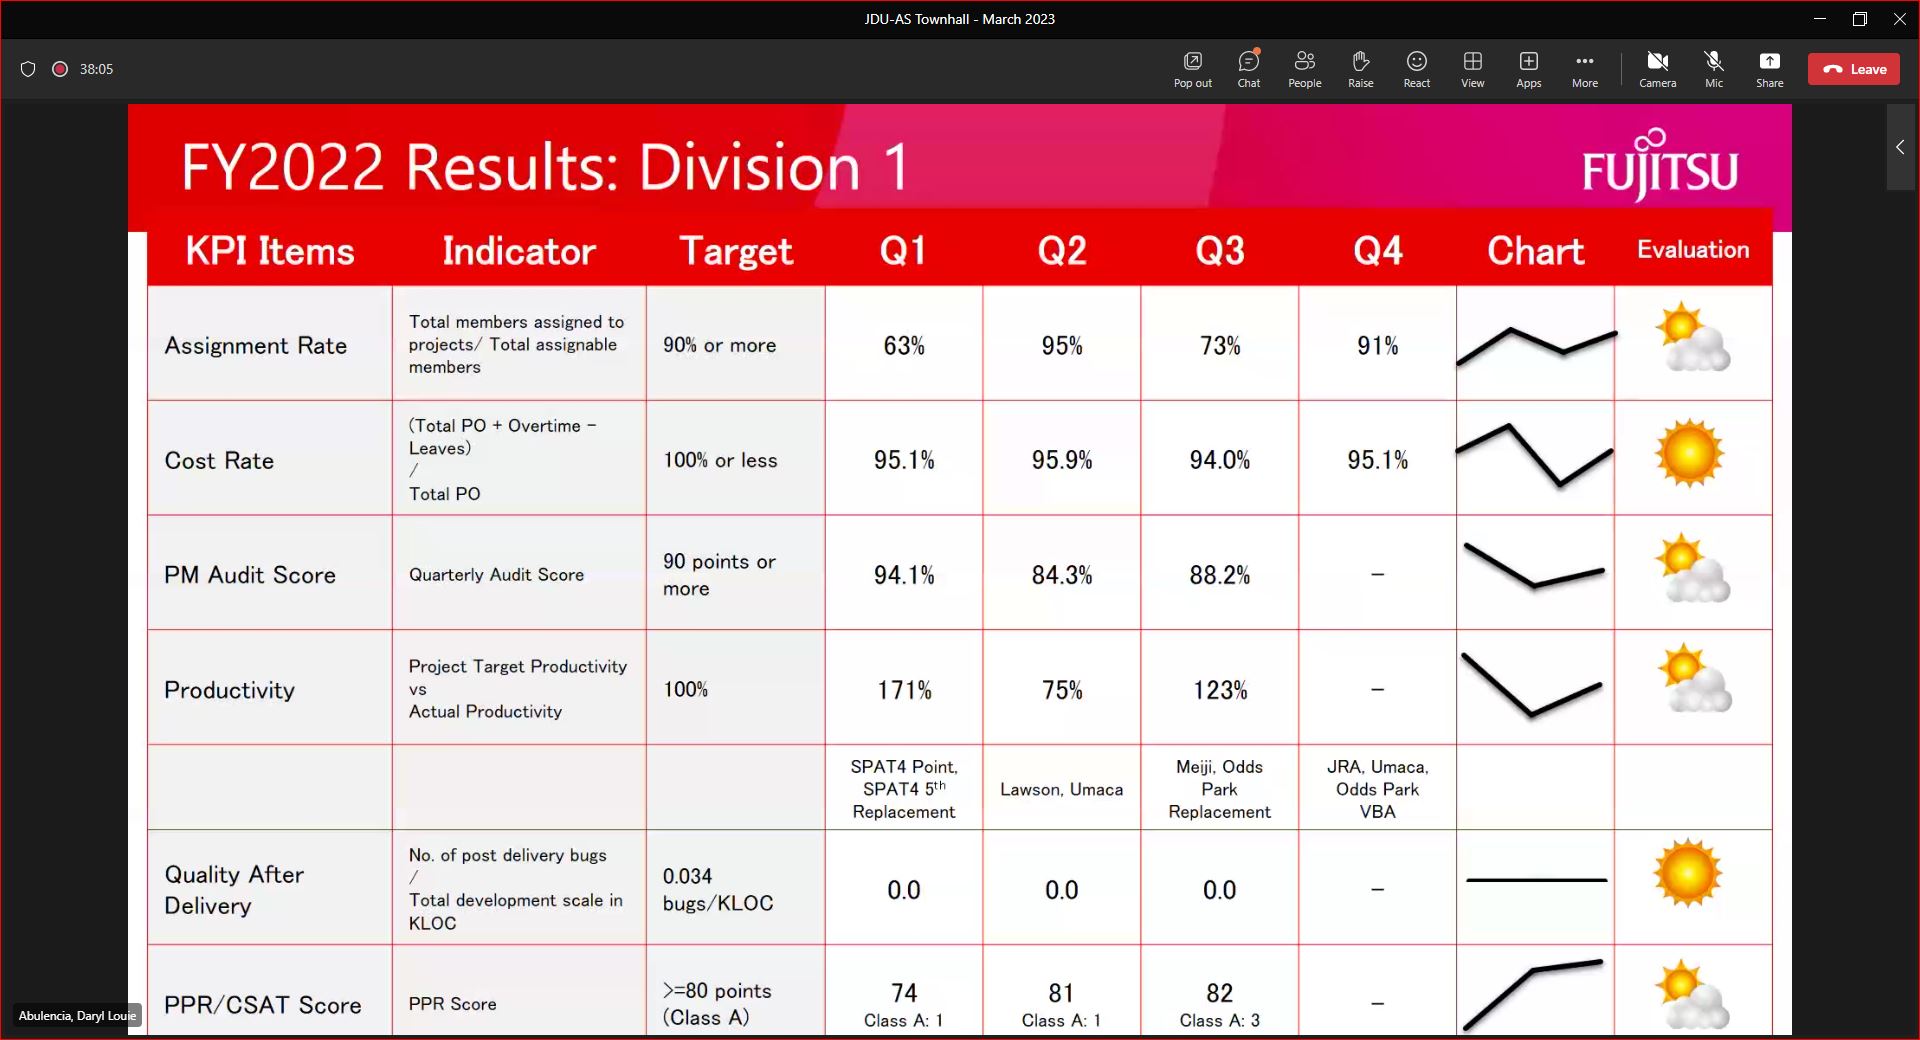 JDU-AS Townhall - March 2023
38:05
Pop out
Chat
People
Raise
React
View
Apps
More
Camera
Mic
Share
Leave
FY2022 Results: Division 1
FUJITSU
KPI Items
Indicator
Target
Q1
Q2
Q3
Q4
Chart
Evaluation
Assignment Rate
Total members assigned to
projects/ Total assignable
members
90% or more
63%
95%
73%
91%
Cost Rate
(Total PO + Overtime -
Leaves)
/
Total PO
100% or less
95.1%
95.9%
94.0%
95.1%
PM Audit Score
Quarterly Audit Score
90 points or
more
94.1%
84.3%
88.2%
-
Productivity
Project Target Productivity
vs
Actual Productivity
100%
171%
75%
123%
-
SPAT4 Point,
SPAT4 5th
Replacement
Lawson, Umaca
Meiji, Odds
Park
Replacement
JRA, Umaca,
Odds Park
VBA
Quality After
Delivery
No. of post delivery bugs
/
Total development scale in
KLOC
0.034
bugs/KLOC
0.0
0.0
0.0
-
PPR/CSAT Score
PPR Score
>=80 points
(Class A)
74
Class A: 1
81
Class A: 1
82
Class A: 3
-
Abulencia, Daryl Louie